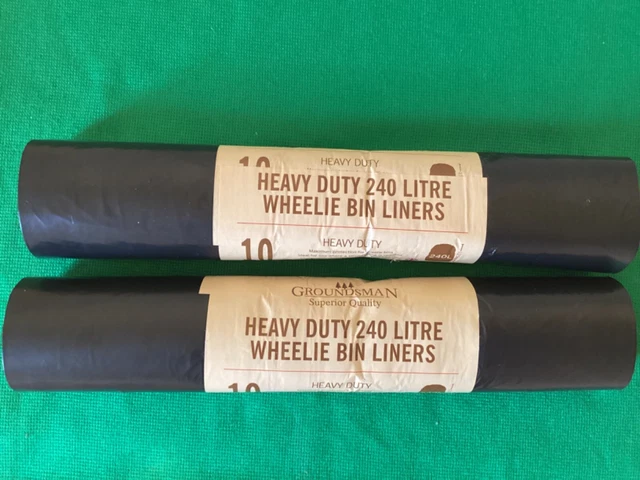 10 HEAVY DUTY
HEAVY DUTY 240 LITRE
WHEELIE BIN LINERS
10 HEAVY DUTY
240L
GROUNDSMAN
Superior Quality
HEAVY DUTY 240 LITRE
WHEELIE BIN LINERS
10 HEAVY DUTY